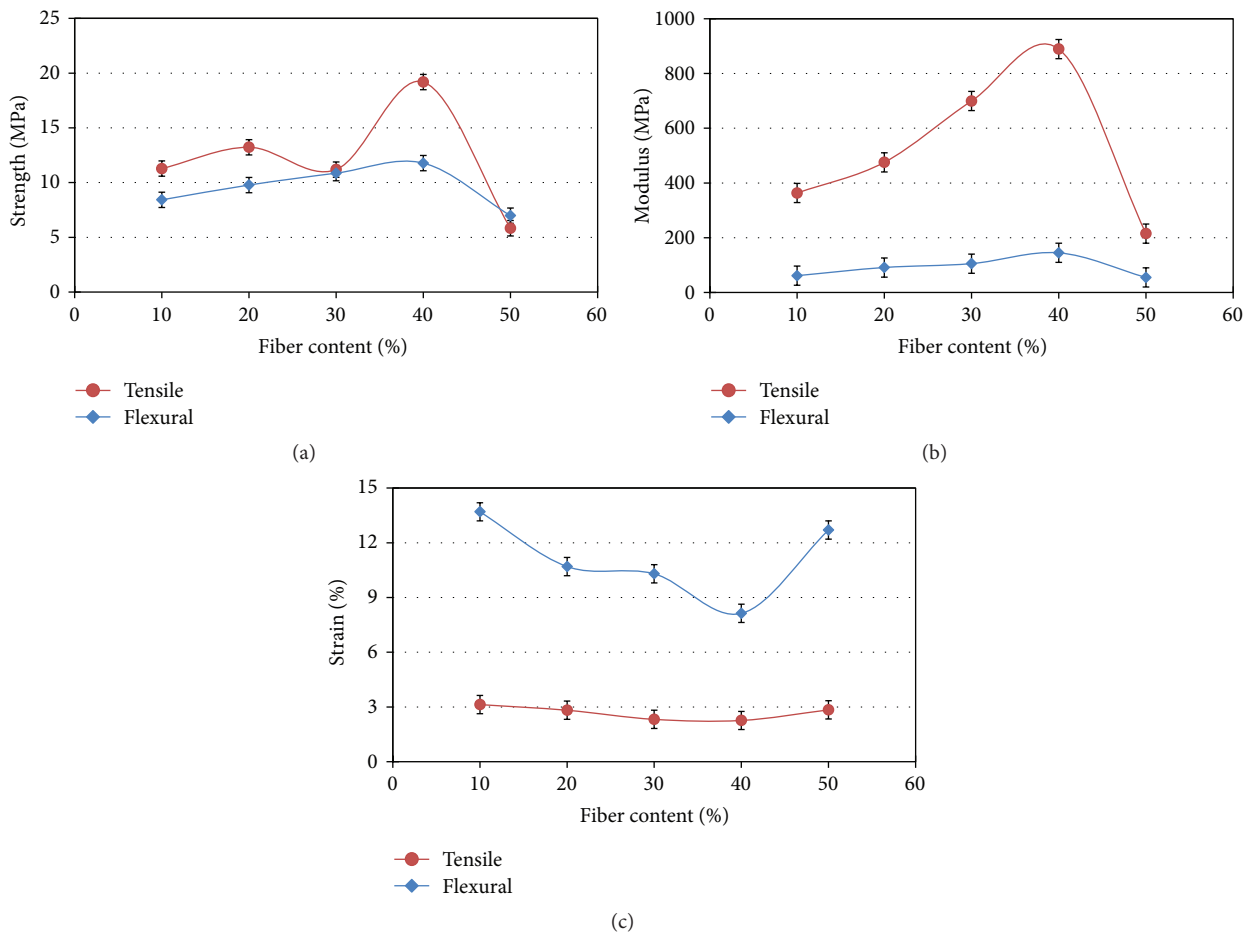 25
20
15
10
5
0
Strength (MPa)
0 10 20 30 40 50 60
Fiber content (%)
Tensile
Flexural
(a)
1000
800
600
400
200
0
Modulus (MPa)
0 10 20 30 40 50 60
Fiber content (%)
Tensile
Flexural
(b)
15
12
9
6
3
0
Strain (%)
0 10 20 30 40 50 60
Fiber content (%)
Tensile
Flexural
(c)